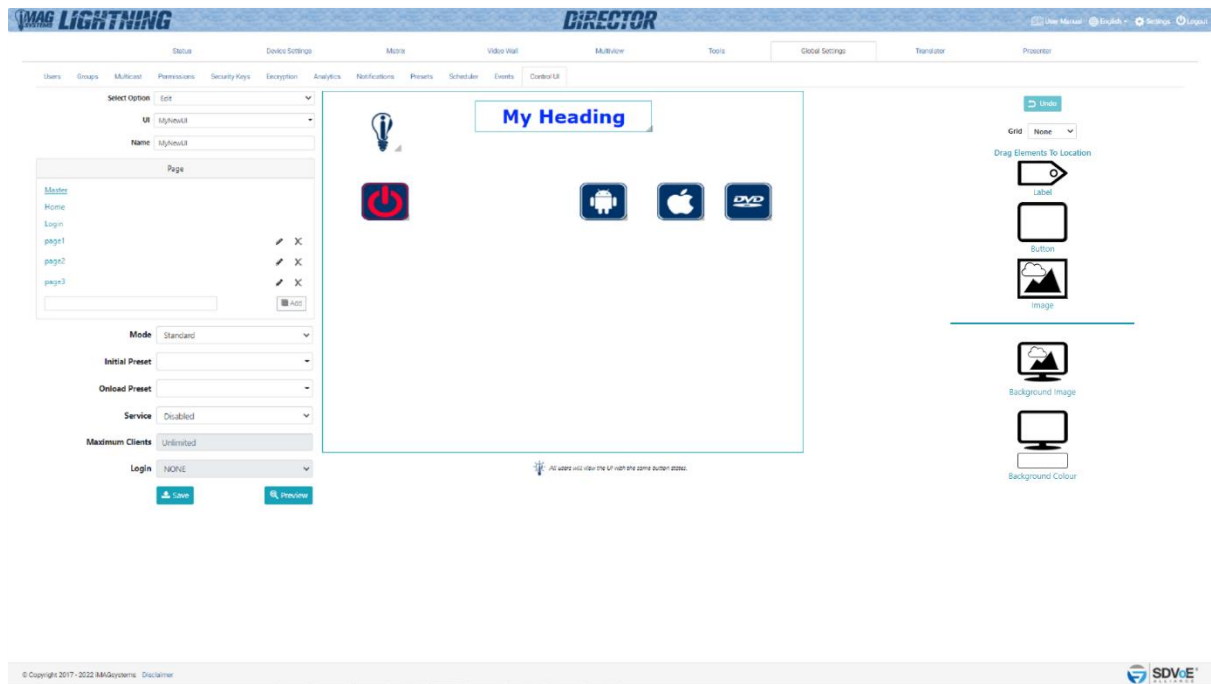 iMAG SYSTEMS LiGHTNiNG DiRECTOR User Manual English Settings Logout
Status Device Settings Matrix Video Wall Multiview Tools Global Settings Translator Presenter
Users Groups Multicast Permissions Security Keys Encryption Analytics Notifications Presets Scheduler Events Control UI
Select Option Edit
UI MyNewUI
Name MyNewUI
Page
Master
Home
Login
page1
page2
page3
Add
Mode Standard
Initial Preset
Onload Preset
Service Disabled
Maximum Clients Unlimited
Login NONE
Save Preview
My Heading
DVD
All users will view the UI with the same button states.
Undo
Grid None
Drag Elements To Location
Label
Button
Image
Background Image
Background Colour
© Copyright 2017 - 2022 iMAGsystems Disclaimer
SDVoE
ALLIANCE